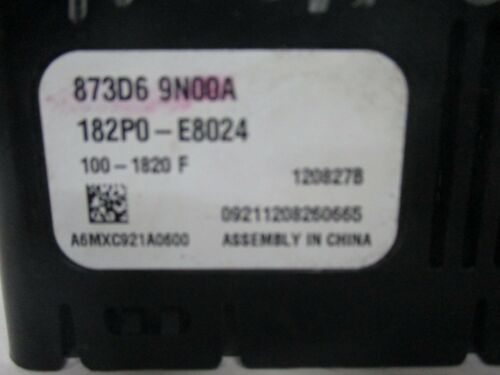 873D6 9N00A
182P0-E8024
100-1820 F
120827B
09211208260665
A6MXC921A0600 ASSEMBLY IN CHINA